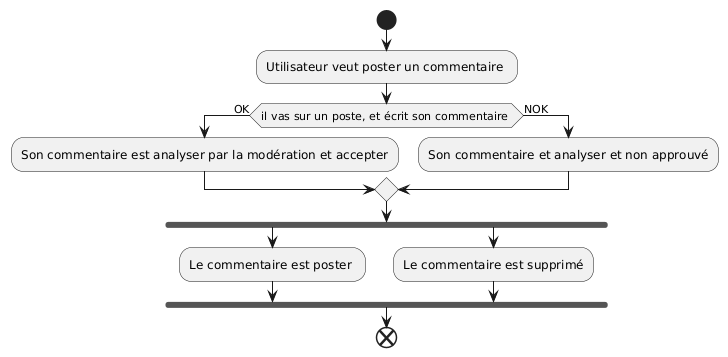 Utilisateur veut poster un commentaire
OK
il vas sur un poste, et écrit son commentaire
NOK
Son commentaire est analyser par la modération et accepter
Son commentaire et analyser et non approuvé
Le commentaire est poster
Le commentaire est supprimé